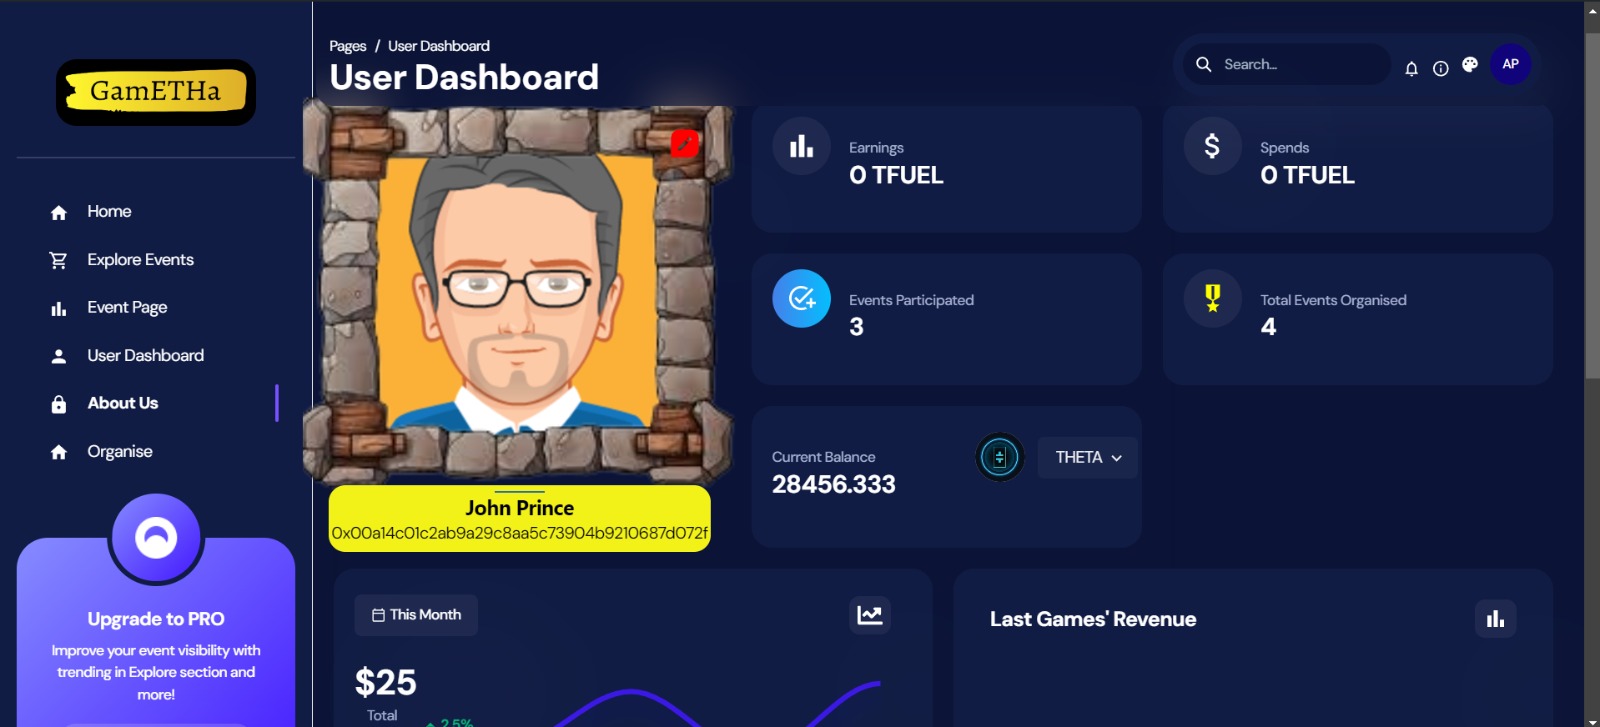 GamETHa
Home
Explore Events
Event Page
User Dashboard
About Us
Organise
Upgrade to PRO
Improve your event visibility with
trending in Explore section and
more!
Pages / User Dashboard
User Dashboard
Search...
AP
John Prince
0x00a14c01c2ab9a29c8aa5c73904b9210687d072f
Earnings
0 TFUEL
Spends
0 TFUEL
Events Participated
3
Total Events Organised
4
Current Balance
28456.333
THETA
This Month
$25
Total
2.5%
Last Games' Revenue